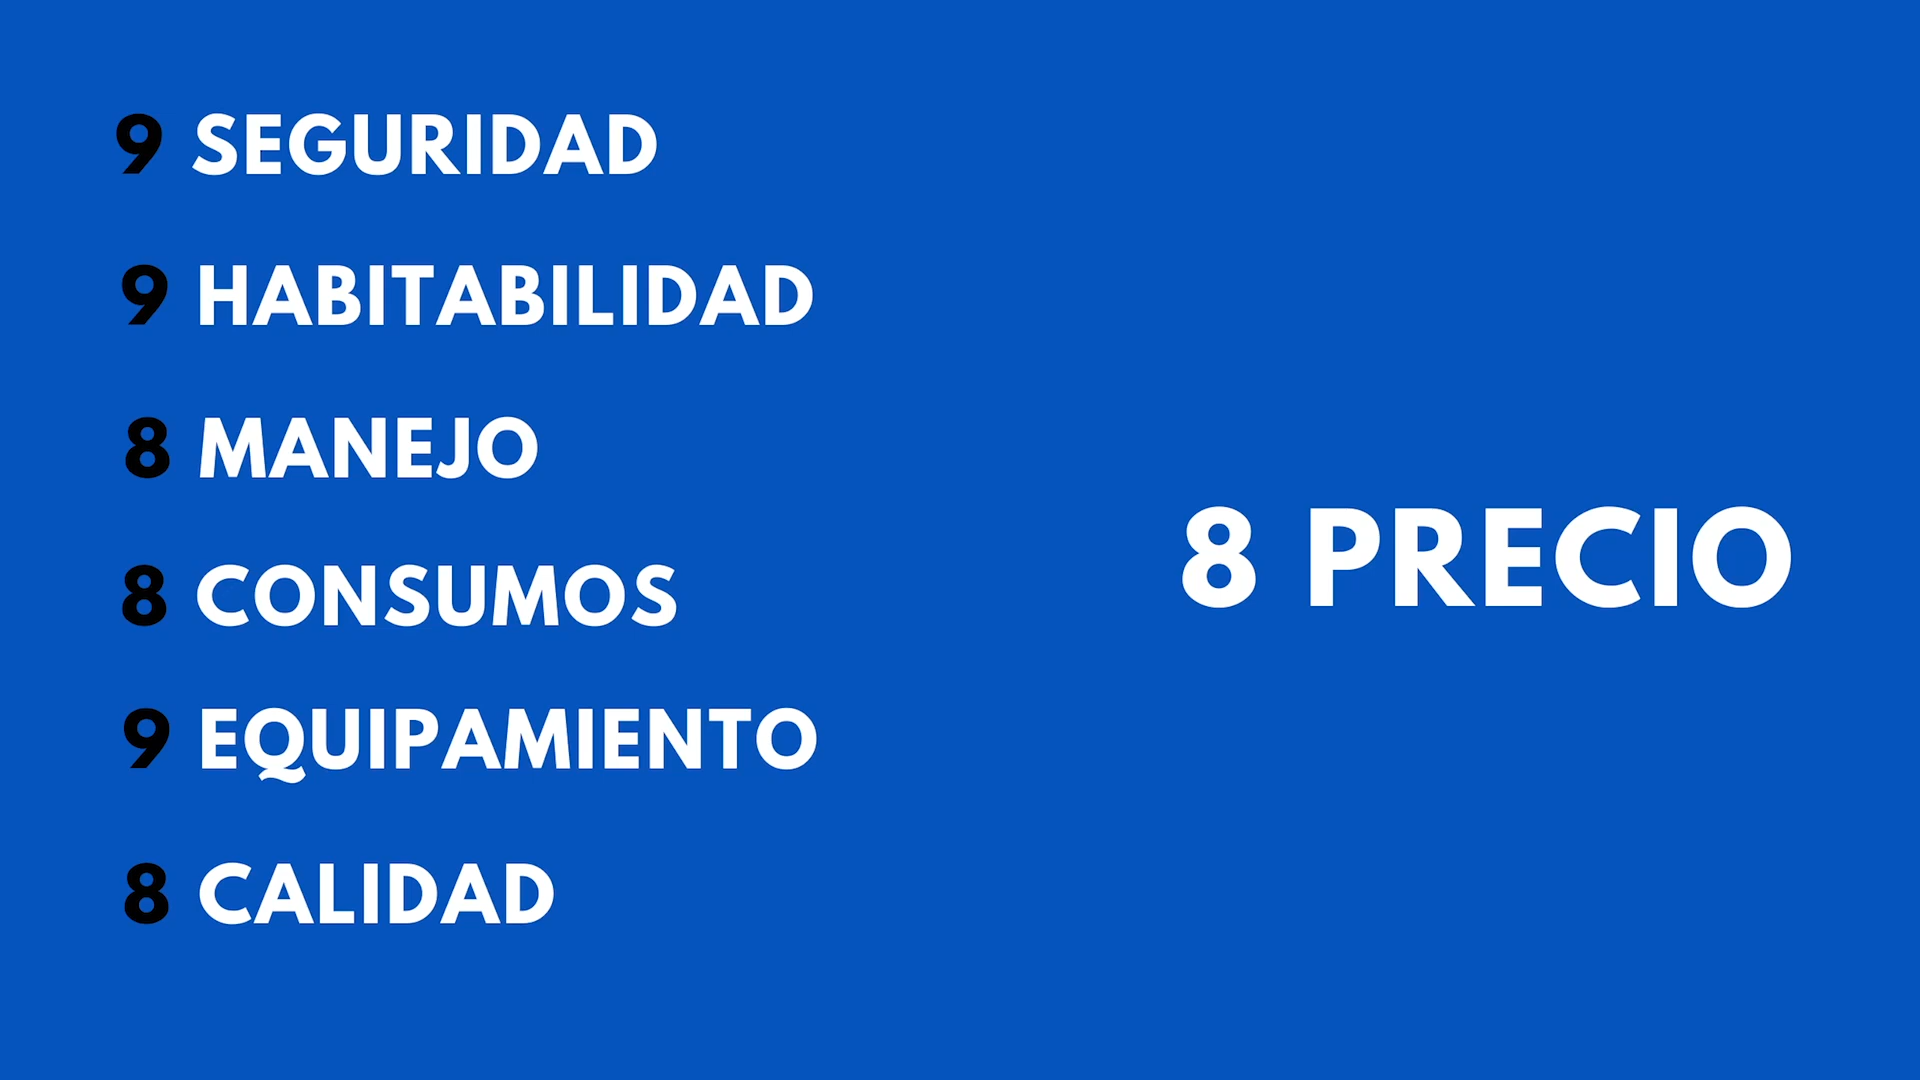 9 SEGURIDAD
9 HABITABILIDAD
8 MANEJO
8 CONSUMOS
9 EQUIPAMIENTO
8 CALIDAD
8 PRECIO